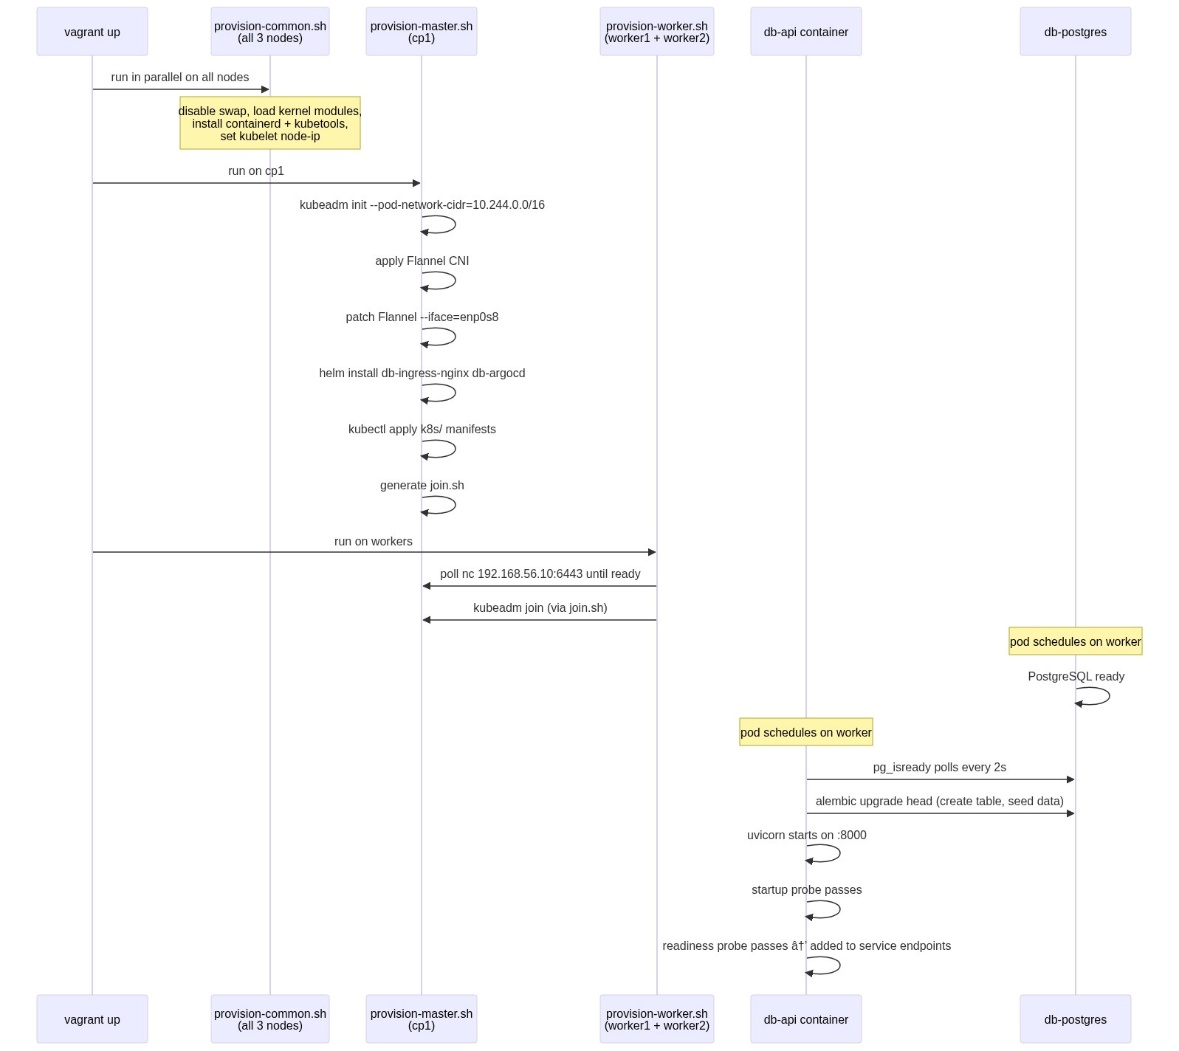 vagrant up
provision-common.sh
(all 3 nodes)
provision-master.sh
(cp1)
provision-worker.sh
(worker1 + worker2)
db-api container
db-postgres
run in parallel on all nodes
disable swap, load kernel modules,
install containerd + kubetools,
set kubelet node-ip
run on cp1
kubeadm init --pod-network-cidr=10.244.0.0/16
apply Flannel CNI
patch Flannel --iface=enp0s8
helm install db-ingress-nginx db-argocd
kubectl apply k8s/ manifests
generate join.sh
run on workers
poll nc 192.168.56.10:6443 until ready
kubeadm join (via join.sh)
pod schedules on worker
PostgreSQL ready
pod schedules on worker
pg_isready polls every 2s
alembic upgrade head (create table, seed data)
uvicorn starts on :8000
startup probe passes
readiness probe passes â†' added to service endpoints
vagrant up
provision-common.sh
(all 3 nodes)
provision-master.sh
(cp1)
provision-worker.sh
(worker1 + worker2)
db-api container
db-postgres